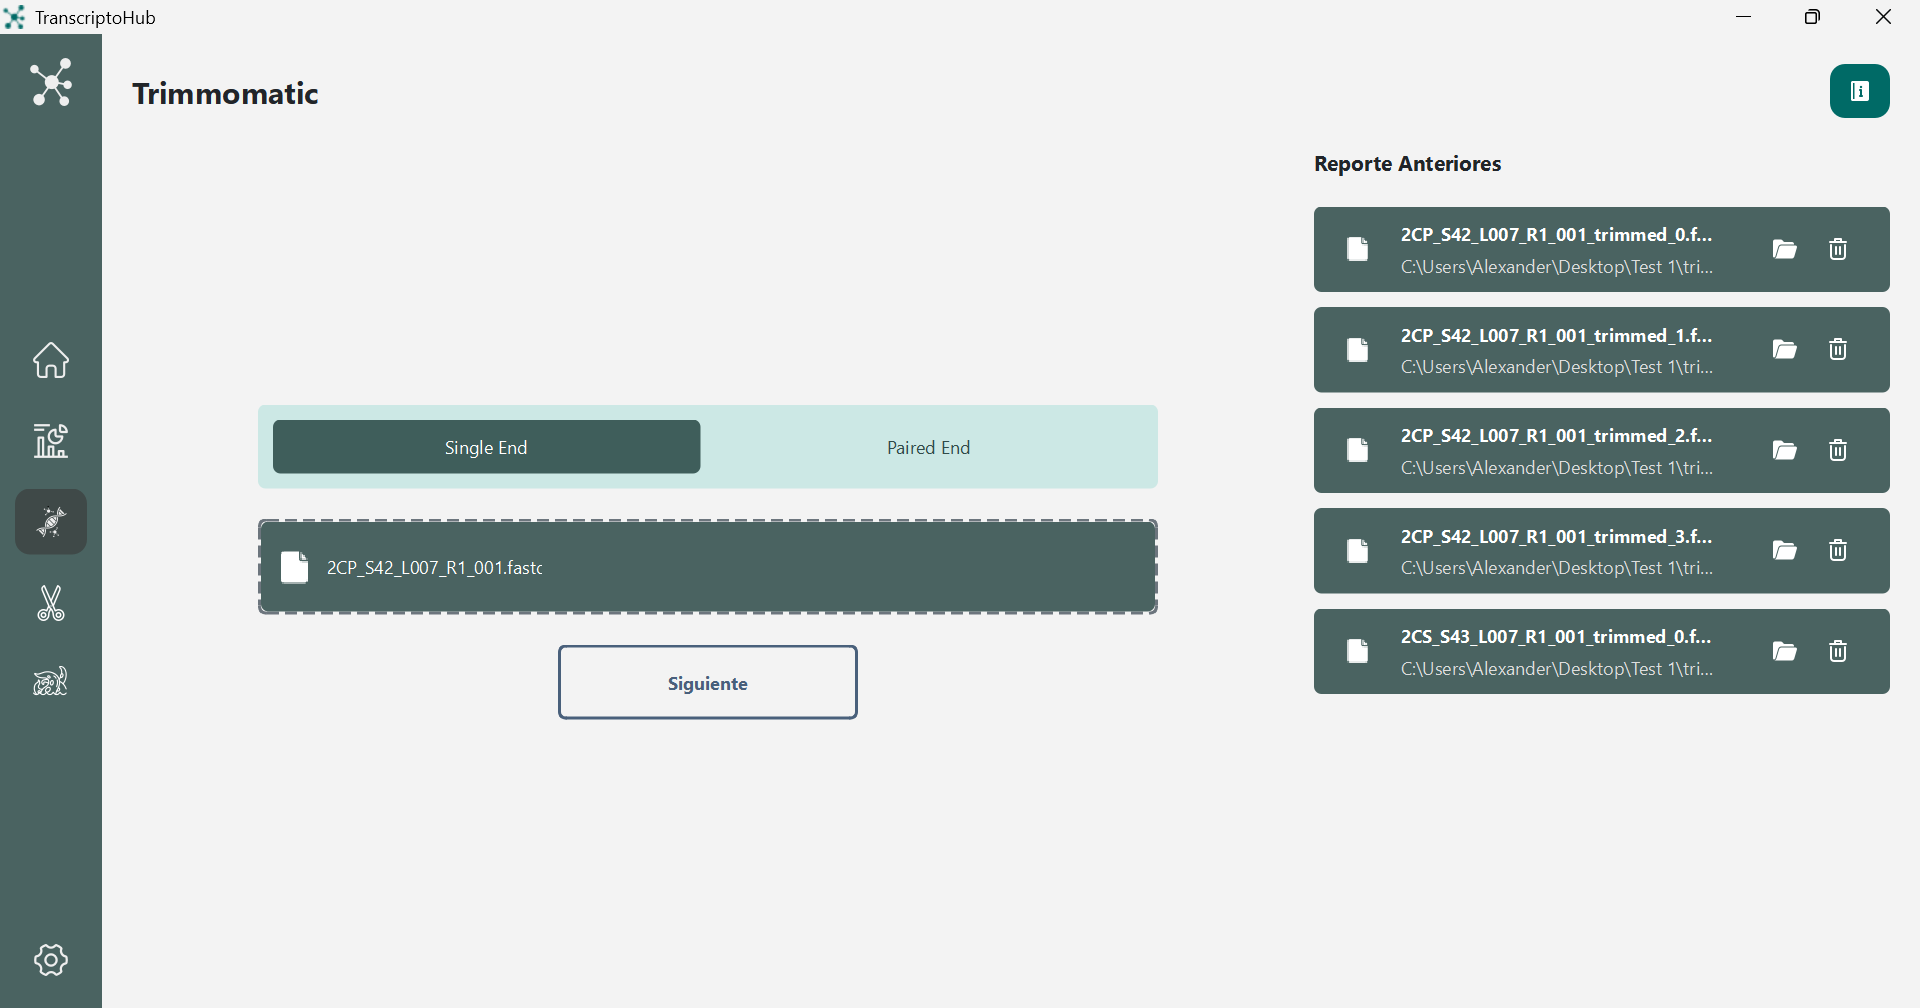 TranscriptoHub
Trimmomatic
Reporte Anteriores
2CP_S42_L007_R1_001_trimmed_0.f...
C:\Users\Alexander\Desktop\Test 1\tri...
2CP_S42_L007_R1_001_trimmed_1.f...
C:\Users\Alexander\Desktop\Test 1\tri...
2CP_S42_L007_R1_001_trimmed_2.f...
C:\Users\Alexander\Desktop\Test 1\tri...
2CP_S42_L007_R1_001_trimmed_3.f...
C:\Users\Alexander\Desktop\Test 1\tri...
2CS_S43_L007_R1_001_trimmed_0.f...
C:\Users\Alexander\Desktop\Test 1\tri...
Single End
Paired End
2CP_S42_L007_R1_001.fastq
Siguiente